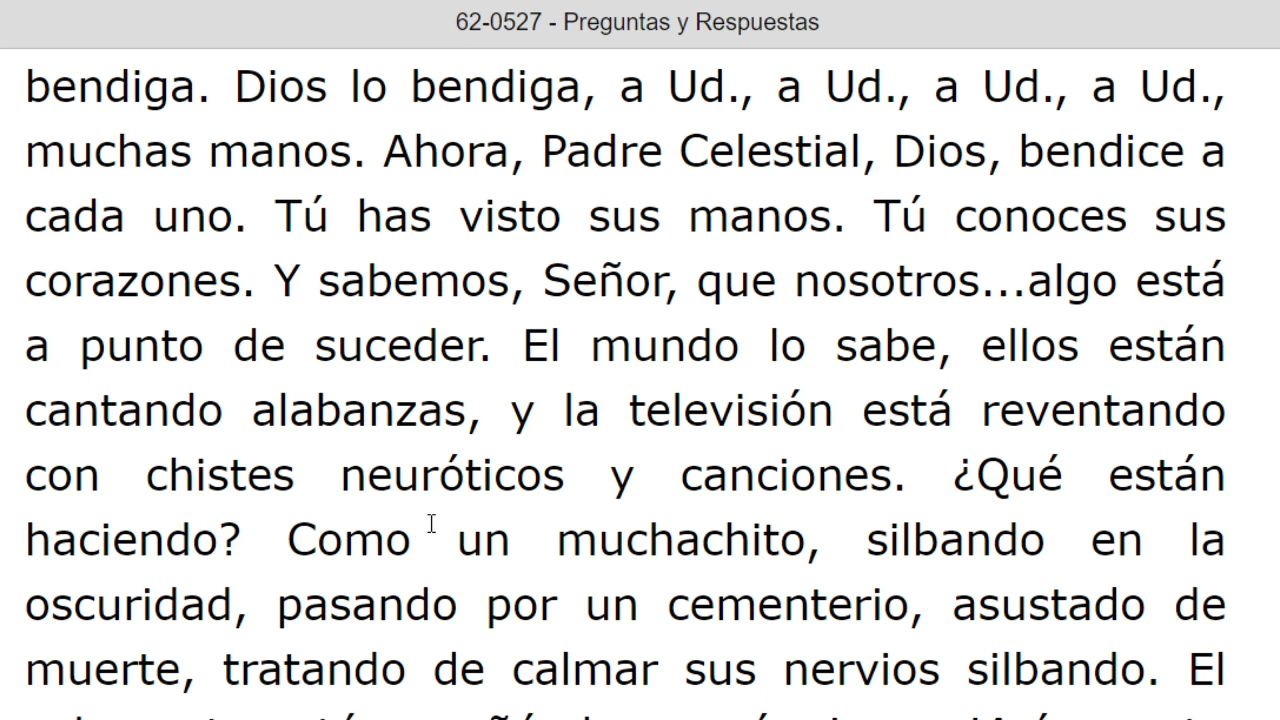 62-0527 - Preguntas y Respuestas
bendiga. Dios lo bendiga, a Ud., a Ud., a Ud., a Ud.,
muchas manos. Ahora, Padre Celestial, Dios, bendice a
cada uno. Tú has visto sus manos. Tú conoces sus
corazones. Y sabemos, Señor, que nosotros...algo está
a punto de suceder. El mundo lo sabe, ellos están
cantando alabanzas, y la televisión está reventando
con chistes neuróticos y canciones. ¿Qué están
haciendo? Como un muchachito, silbando en la
oscuridad, pasando por un cementerio, asustado de
muerte, tratando de calmar sus nervios silbando. El